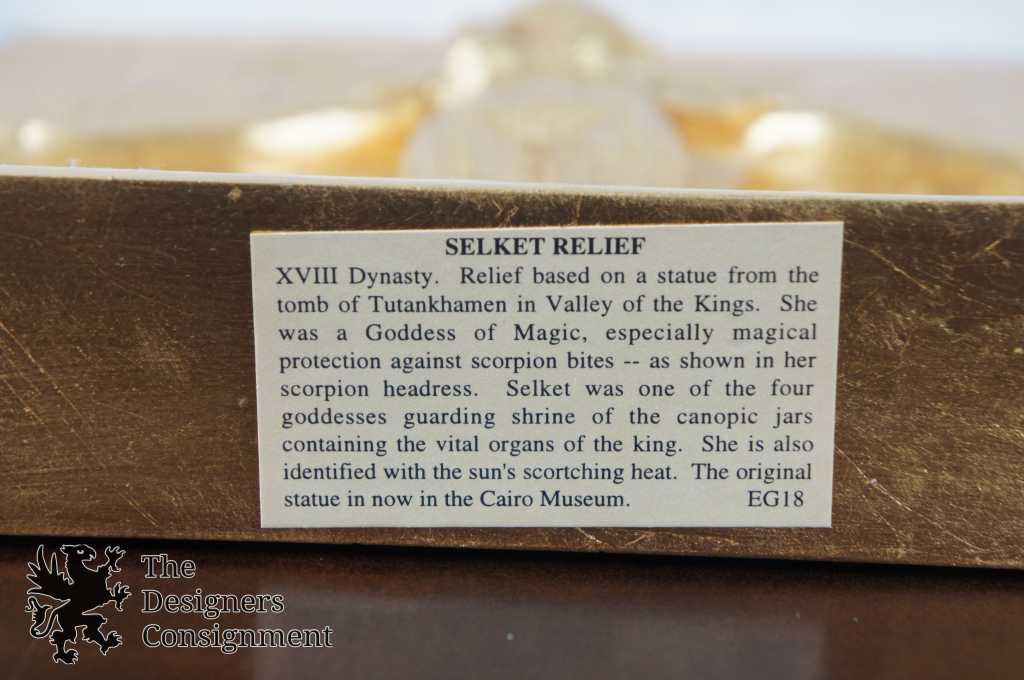 SELKET RELIEF
XVIII Dynasty. Relief based on a statue from the
tomb of Tutankhamen in Valley of the Kings. She
was a Goddess of Magic, especially magical
protection against scorpion bites -- as shown in her
scorpion headress. Selket was one of the four
goddesses guarding shrine of the canopic jars
containing the vital organs of the king. She is also
identified with the sun's scortching heat. The original
statue in now in the Cairo Museum. EG18
The
Designers
Consignment